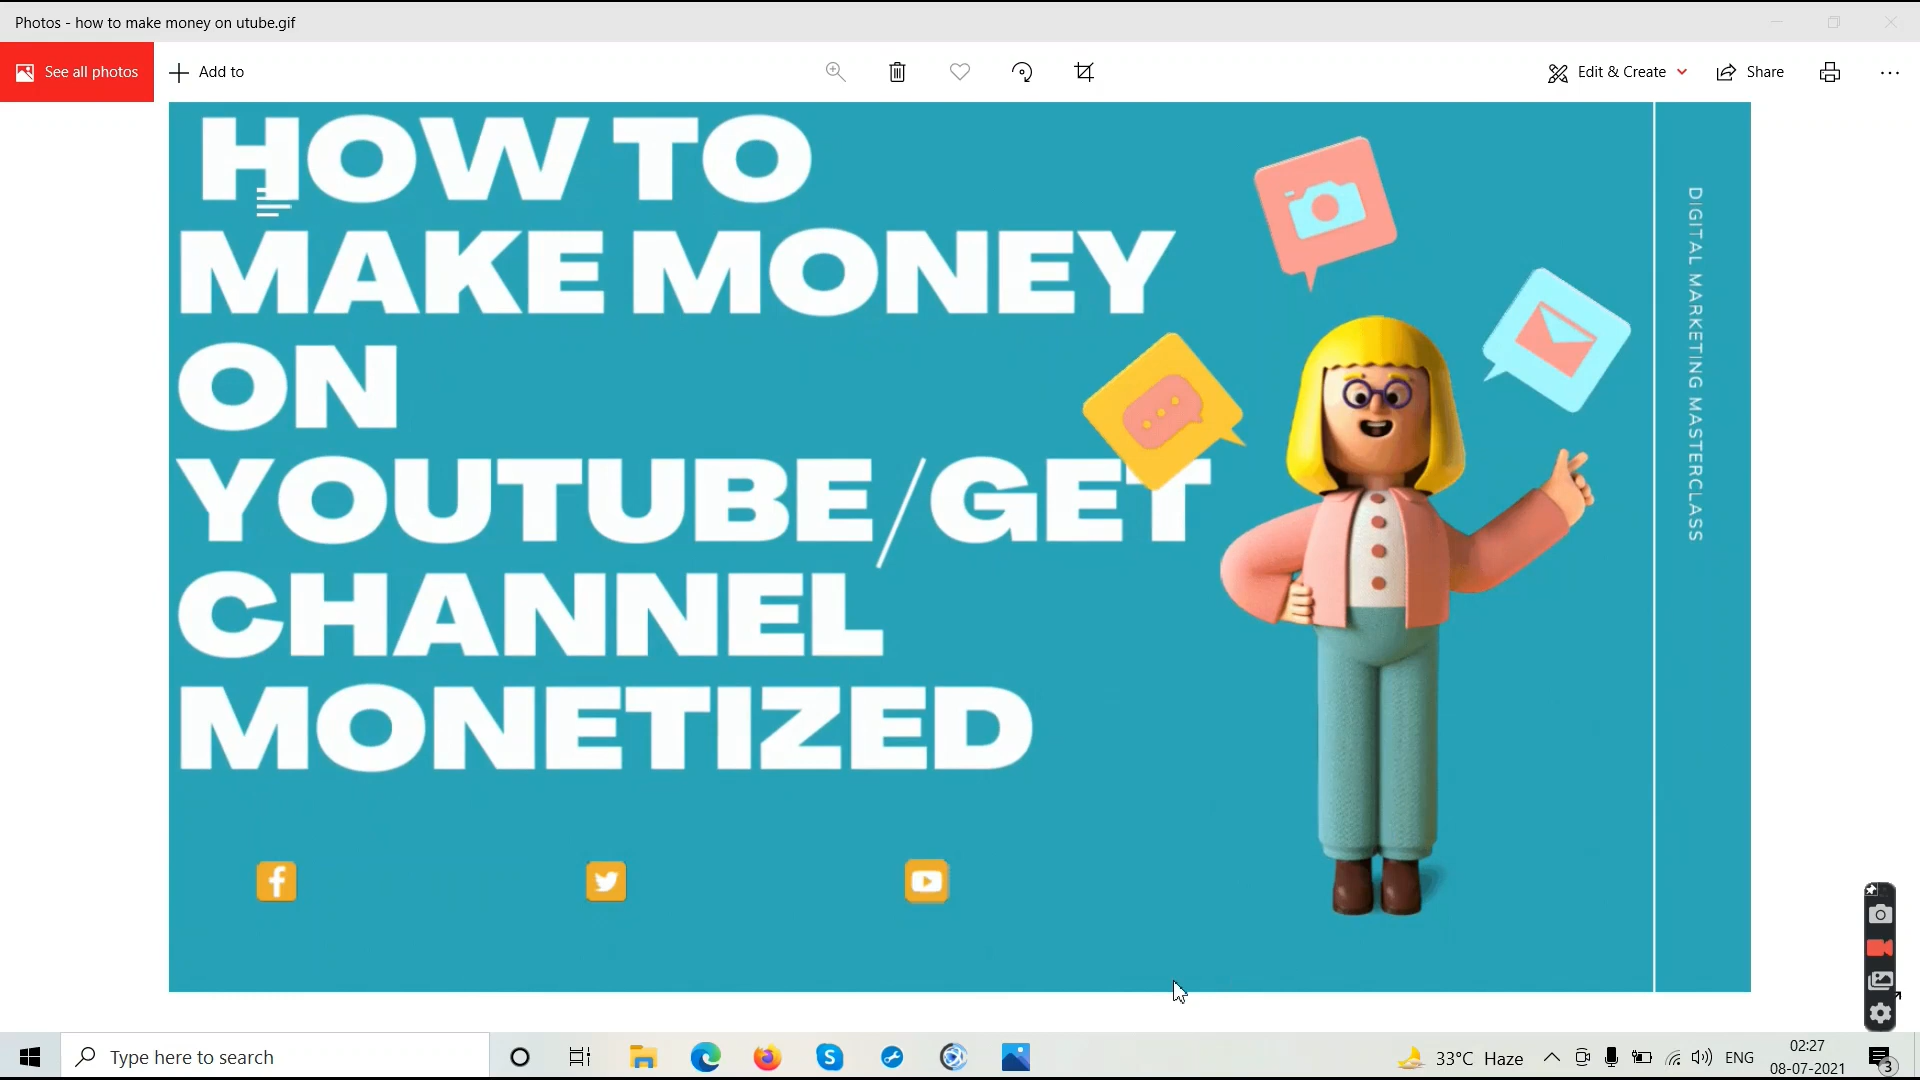 Photos - how to make money on utube.gif
See all photos
Add to
Edit & Create
Share
HOW TO
MAKE MONEY
ON
YOUTUBE/GET
CHANNEL
MONETIZED
DIGITAL MARKETING MASTERCLASS
Type here to search
33°C Haze
ENG
02:27
08-07-2021
3